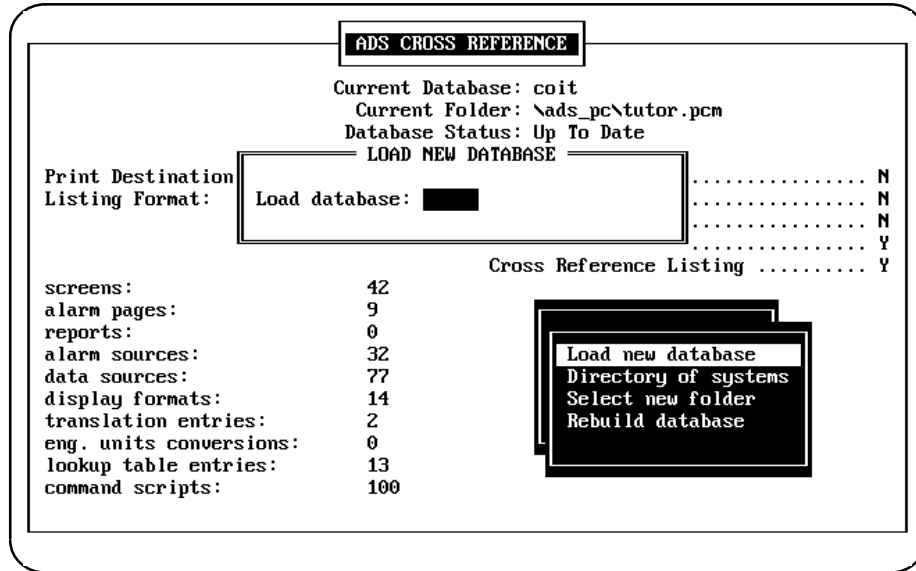 ADS CROSS REFERENCE
Current Database: coit
Current Folder: \ads_pc\tutor.pcm
Database Status: Up To Date
LOAD NEW DATABASE
Print Destination ................ N
Listing Format: Load database: ................ N
................ N
................ Y
Cross Reference Listing .......... Y
screens: 42
alarm pages: 9
reports: 0
alarm sources: 32
data sources: 77
display formats: 14
translation entries: 2
eng. units conversions: 0
lookup table entries: 13
command scripts: 100
Load new database
Directory of systems
Select new folder
Rebuild database